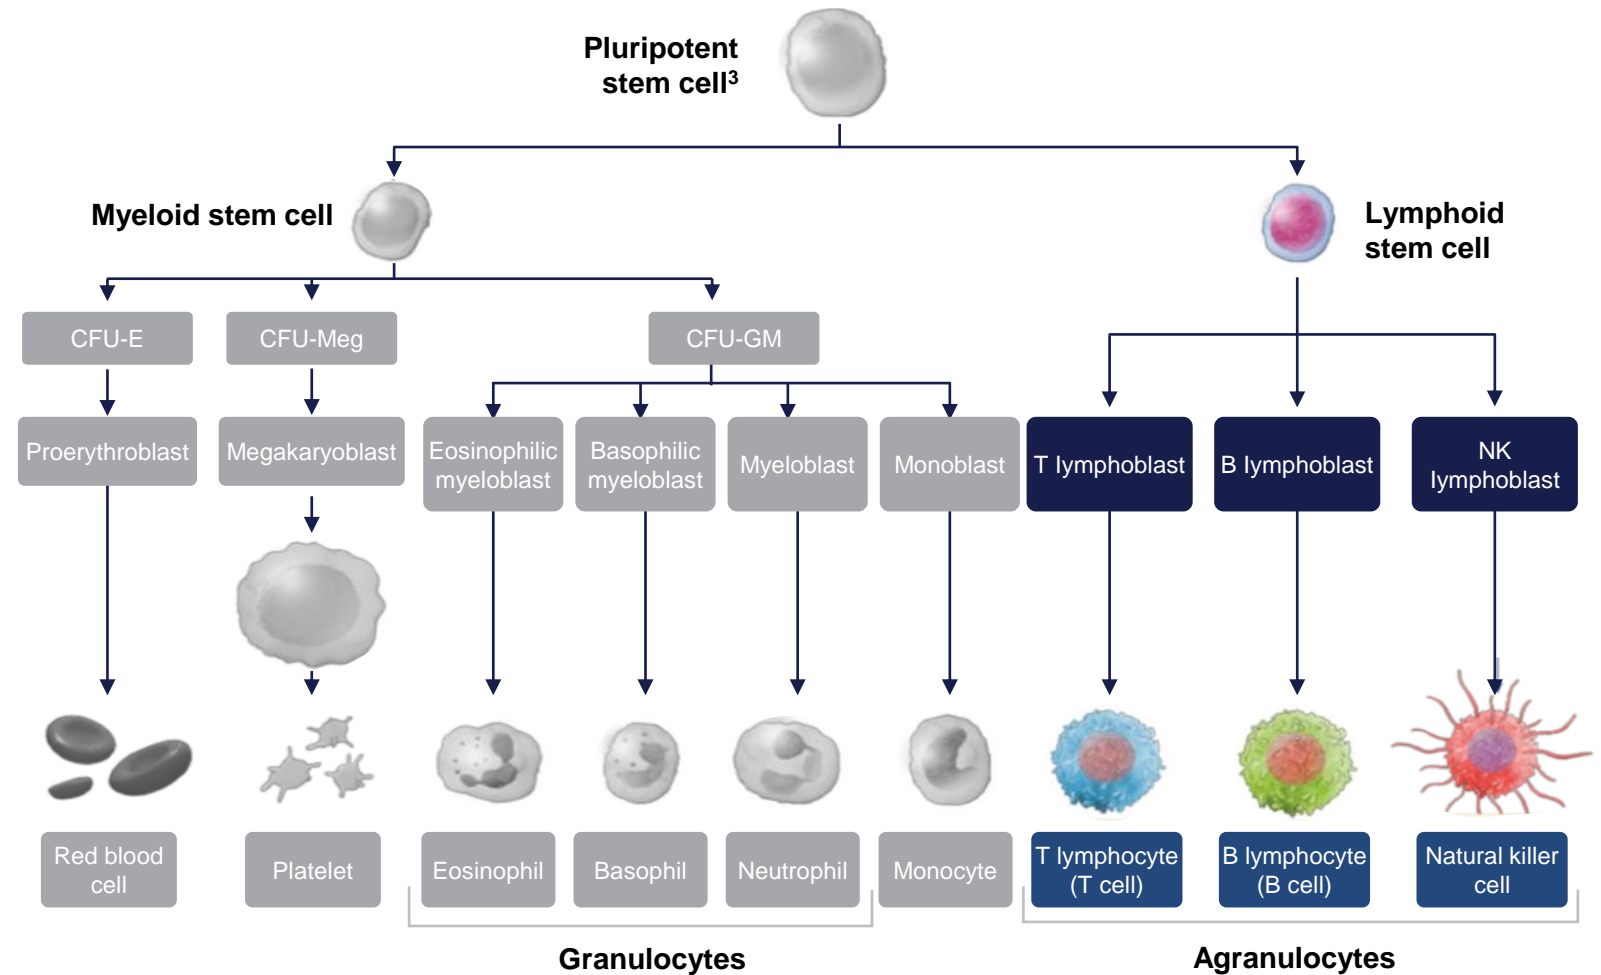 Pluripotent
stem cell³
Myeloid stem cell
Lymphoid
stem cell
CFU-E
CFU-Meg
CFU-GM
Proerythroblast
Megakaryoblast
Eosinophilic
myeloblast
Basophilic
myeloblast
Myeloblast
Monoblast
T lymphoblast
B lymphoblast
NK
lymphoblast
Red blood
cell
Platelet
Eosinophil
Basophil
Neutrophil
Monocyte
T lymphocyte
(T cell)
B lymphocyte
(B cell)
Natural killer
cell
Granulocytes
Agranulocytes